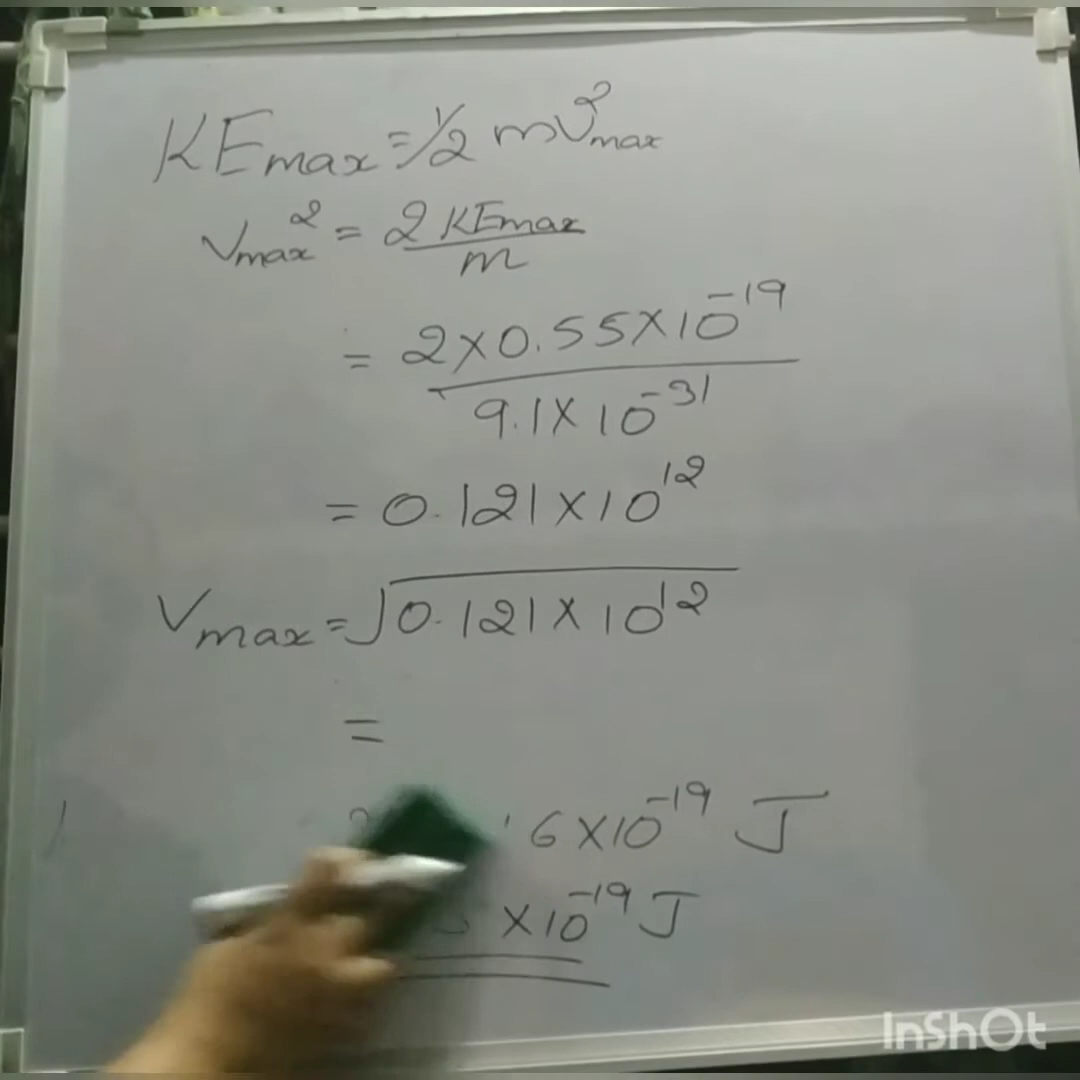 KEmax = 1/2 mV²max
Vmax² = 2 KEmax / m
= 2×0.55×10⁻¹⁹ / 9.1×10⁻³¹
= 0.121×10¹²
Vmax = √0.121×10¹²
=
6×10⁻¹⁹ J
×10⁻¹⁹ J
InShOt